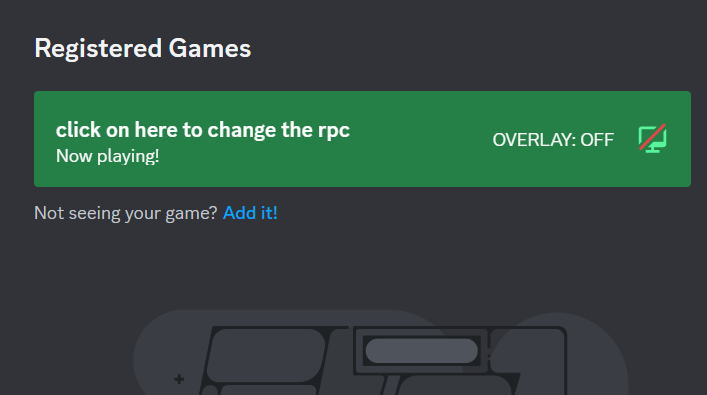 Registered Games
click on here to change the rpc
Now playing!
OVERLAY: OFF
Not seeing your game? Add it!